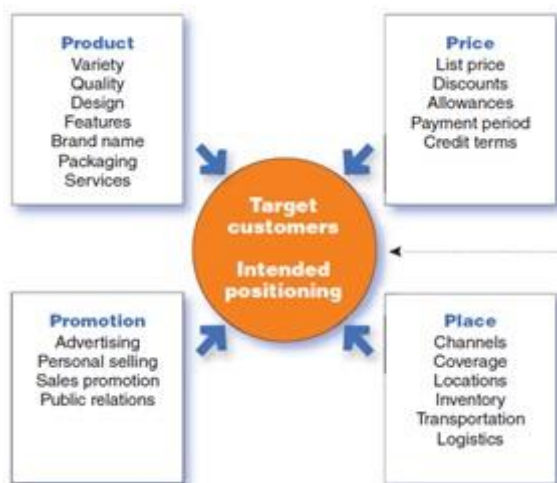 Product
Variety
Quality
Design
Features
Brand name
Packaging
Services
Price
List price
Discounts
Allowances
Payment period
Credit terms
Target
customers
Intended
positioning
Promotion
Advertising
Personal selling
Sales promotion
Public relations
Place
Channels
Coverage
Locations
Inventory
Transportation
Logistics